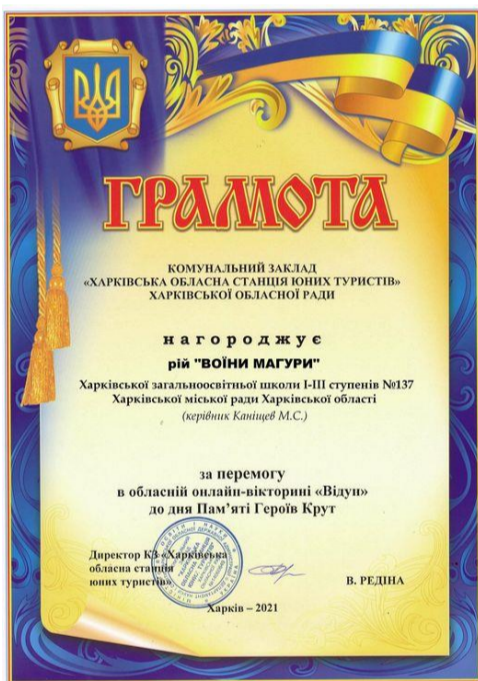 ГРАМОТА
КОМУНАЛЬНИЙ ЗАКЛАД
«ХАРКІВСЬКА ОБЛАСНА СТАНЦІЯ ЮНИХ ТУРИСТІВ»
ХАРКІВСЬКОЇ ОБЛАСНОЇ РАДИ
нагороджує
рій "ВОЇНИ МАГУРИ"
Харківської загальноосвітньої школи І-ІІІ ступенів №137
Харківської міської ради Харківської області
(керівник Каніщев М.С.)
за перемогу
в обласній онлайн-вікторині «Відун»
до дня Пам’яті Героїв Крут
Директор КЗ «Харківська
обласна станція
юних туристів»
В. РЕДІНА
Харків – 2021